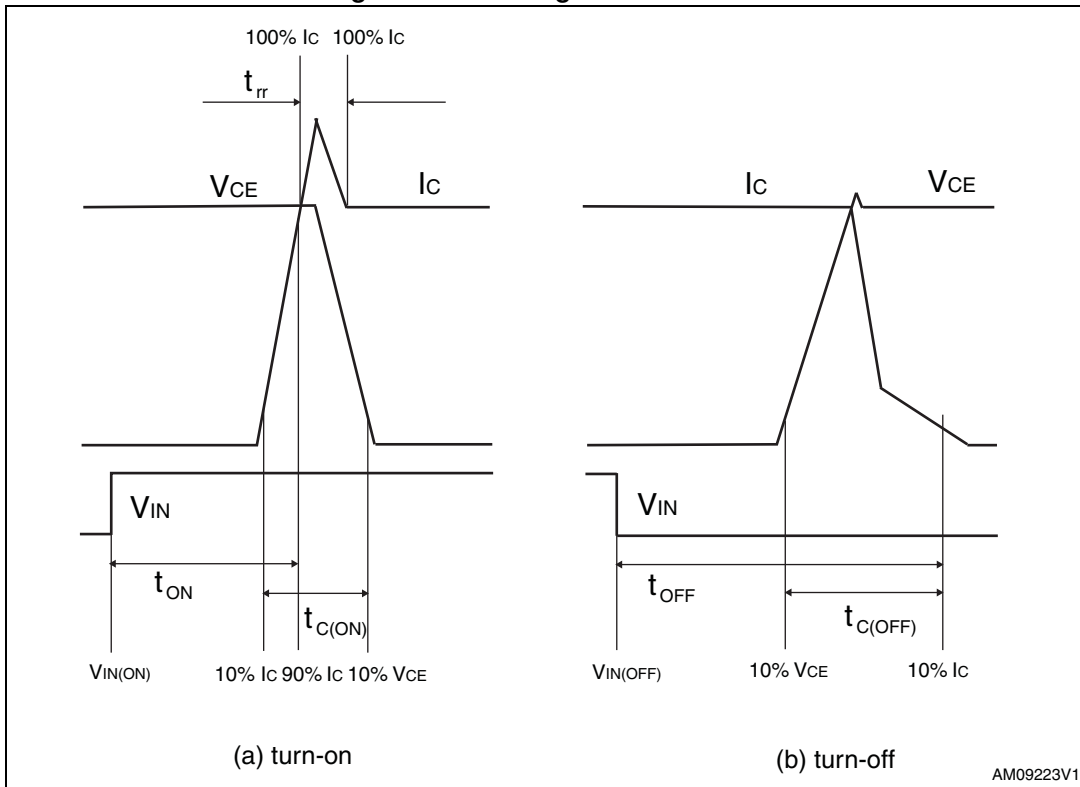 100% IC 100% IC
trr
VCE IC
VIN
tON
tC(ON)
VIN(ON) 10% IC 90% IC 10% VCE
(a) turn-on
IC VCE
VIN
tOFF
tC(OFF)
VIN(OFF) 10% VCE 10% IC
(b) turn-off
AM09223V1